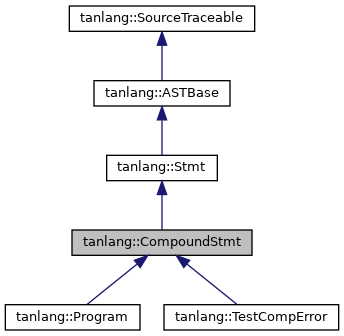 tanlang::SourceTraceable
tanlang::ASTBase
tanlang::Stmt
tanlang::CompoundStmt
tanlang::Program
tanlang::TestCompError